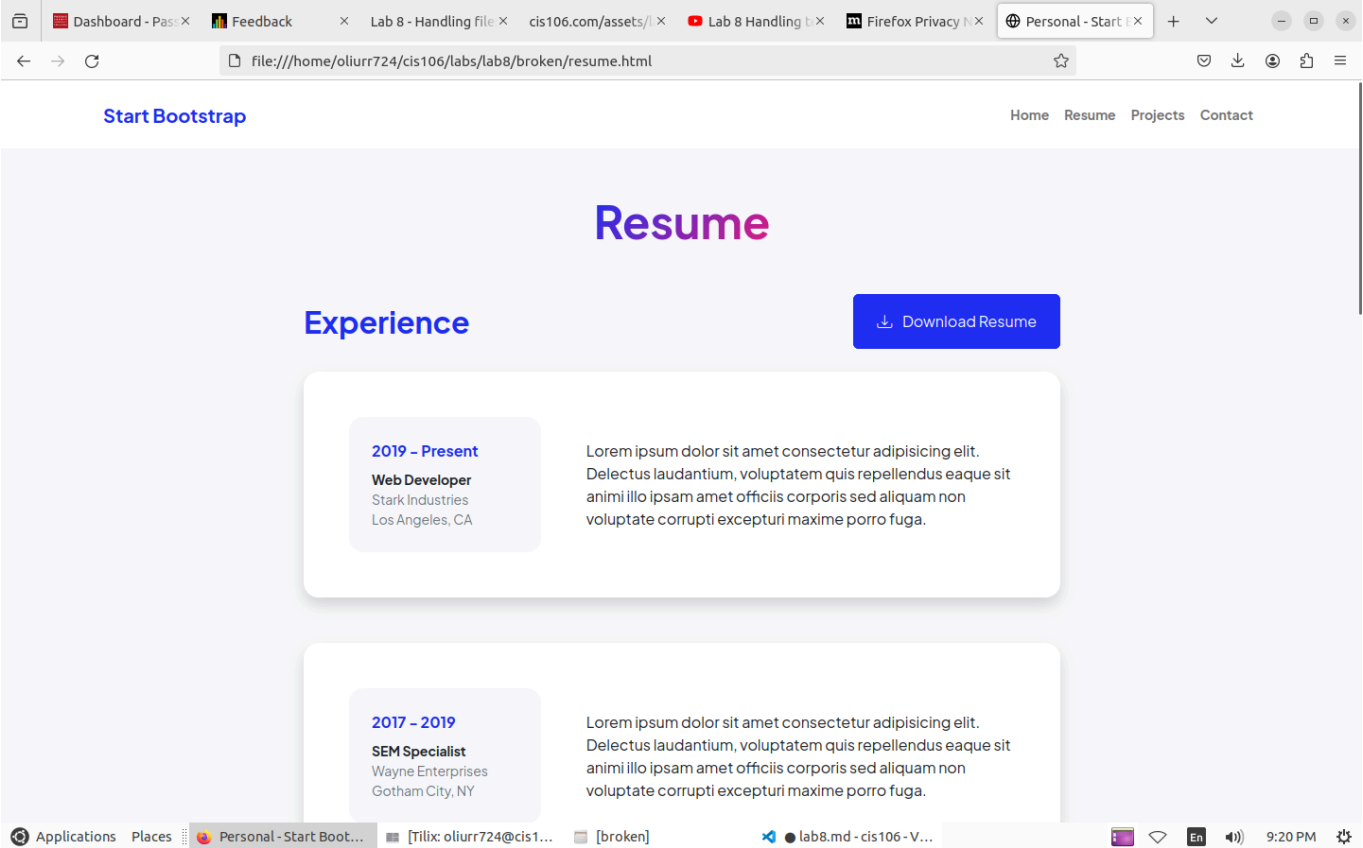 Dashboard - Pass
Feedback
Lab 8 - Handling file
cis106.com/assets/l
Lab 8 Handling t
Firefox Privacy N
Personal - Start B
file:///home/oliurr724/cis106/labs/lab8/broken/resume.html
Start Bootstrap
Home Resume Projects Contact
Resume
Experience
Download Resume
2019 - Present
Web Developer
Stark Industries
Los Angeles, CA
Lorem ipsum dolor sit amet consectetur adipisicing elit.
Delectus laudantium, voluptatem quis repellendus eaque sit
animi illo ipsam amet officiis corporis sed aliquam non
voluptate corrupti excepturi maxime porro fuga.
2017 - 2019
SEM Specialist
Wayne Enterprises
Gotham City, NY
Lorem ipsum dolor sit amet consectetur adipisicing elit.
Delectus laudantium, voluptatem quis repellendus eaque sit
animi illo ipsam amet officiis corporis sed aliquam non
voluptate corrupti excepturi maxime porro fuga.
Applications Places Personal - Start Boot... [Tilix: oliurr724@cis1... [broken] ● lab8.md - cis106 - V... En 9:20 PM